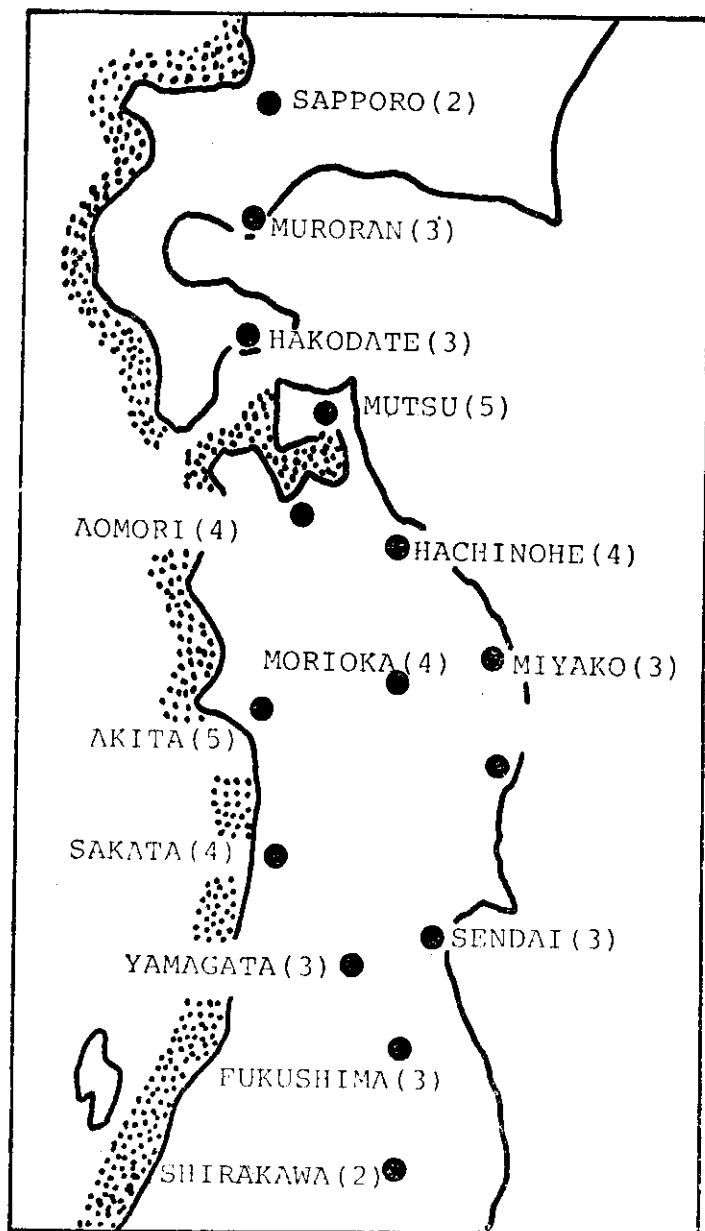 SAPPORO(2)
MURORAN(3)
HAKODATE(3)
MUTSU(5)
AOMORI(4)
HACHINOHE(4)
MORIOKA(4)
MIYAKO(3)
AKITA(5)
SAKATA(4)
SENDAI(3)
YAMAGATA(3)
FUKUSHIMA(3)
SHIRAKAWA(2)